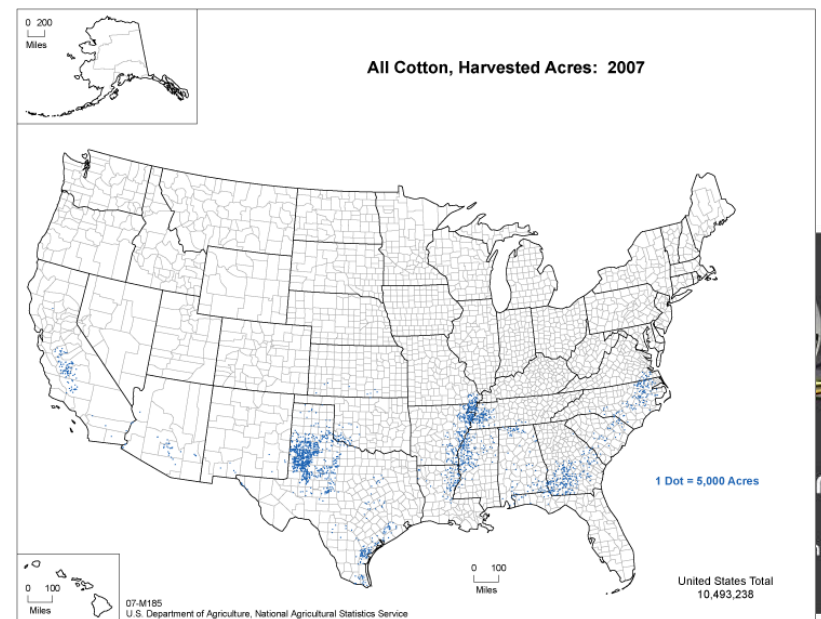 0 200
Miles
All Cotton, Harvested Acres: 2007
1 Dot = 5,000 Acres
0 100
Miles
0 100
Miles
United States Total
10,493,238
07-M185
U.S. Department of Agriculture, National Agricultural Statistics Service